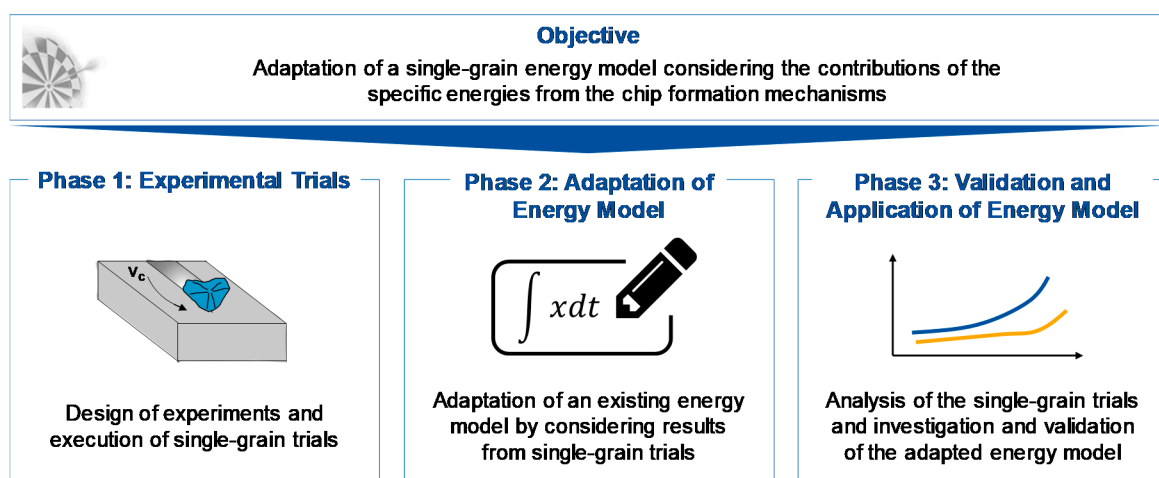 Objective
Adaptation of a single-grain energy model considering the contributions of the
specific energies from the chip formation mechanisms
Phase 1: Experimental Trials
vc
Design of experiments and
execution of single-grain trials
Phase 2: Adaptation of
Energy Model
∫ xdt
Adaptation of an existing energy
model by considering results
from single-grain trials
Phase 3: Validation and
Application of Energy Model
Analysis of the single-grain trials
and investigation and validation
of the adapted energy model